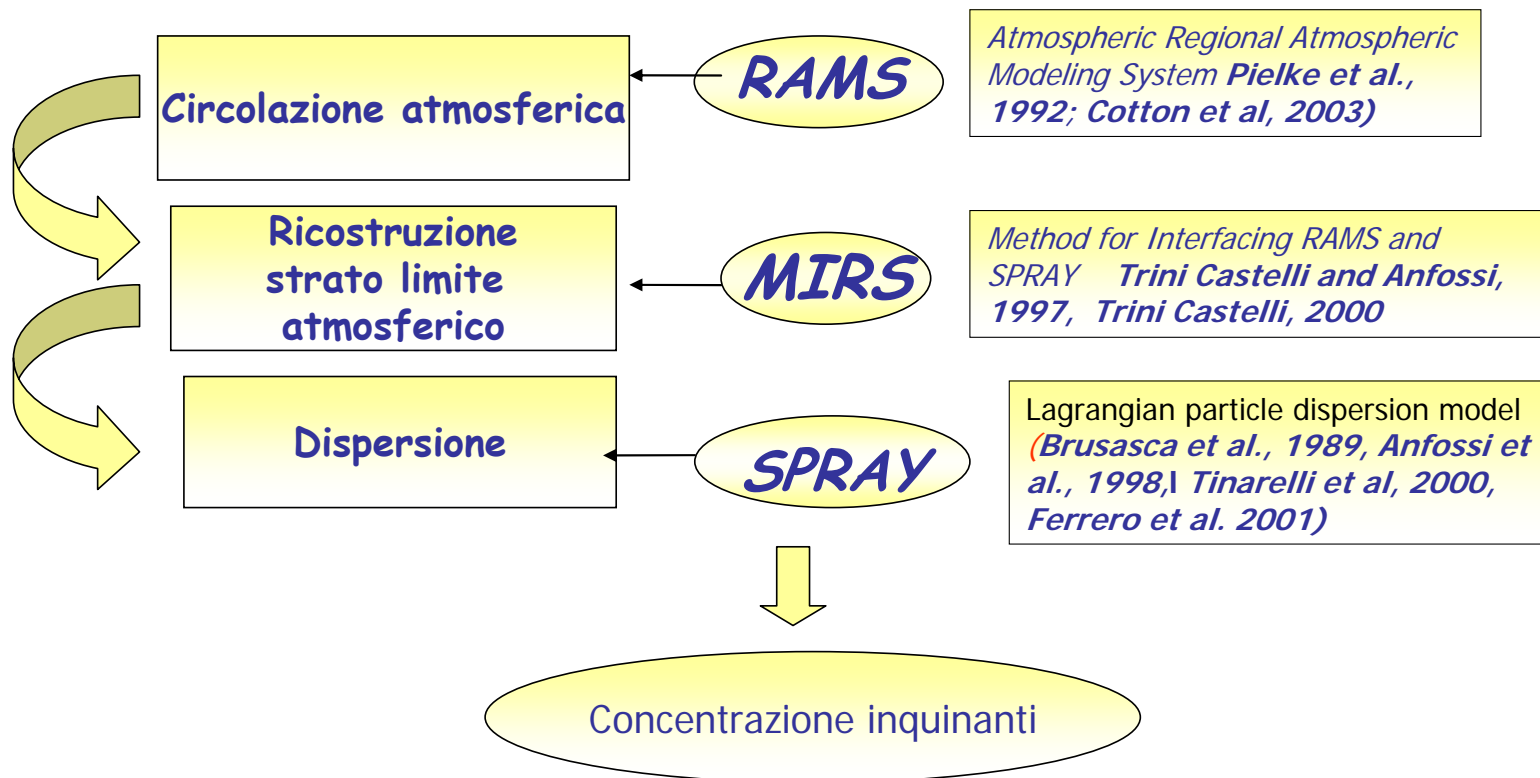 Circolazione atmosferica
RAMS
Atmospheric Regional Atmospheric
Modeling System Pielke et al.,
1992; Cotton et al, 2003)
Ricostruzione
strato limite
atmosferico
MIRS
Method for Interfacing RAMS and
SPRAY Trini Castelli and Anfossi,
1997, Trini Castelli, 2000
Dispersione
SPRAY
Lagrangian particle dispersion model
(Brusasca et al., 1989, Anfossi et
al., 1998,l Tinarelli et al, 2000,
Ferrero et al. 2001)
Concentrazione inquinanti